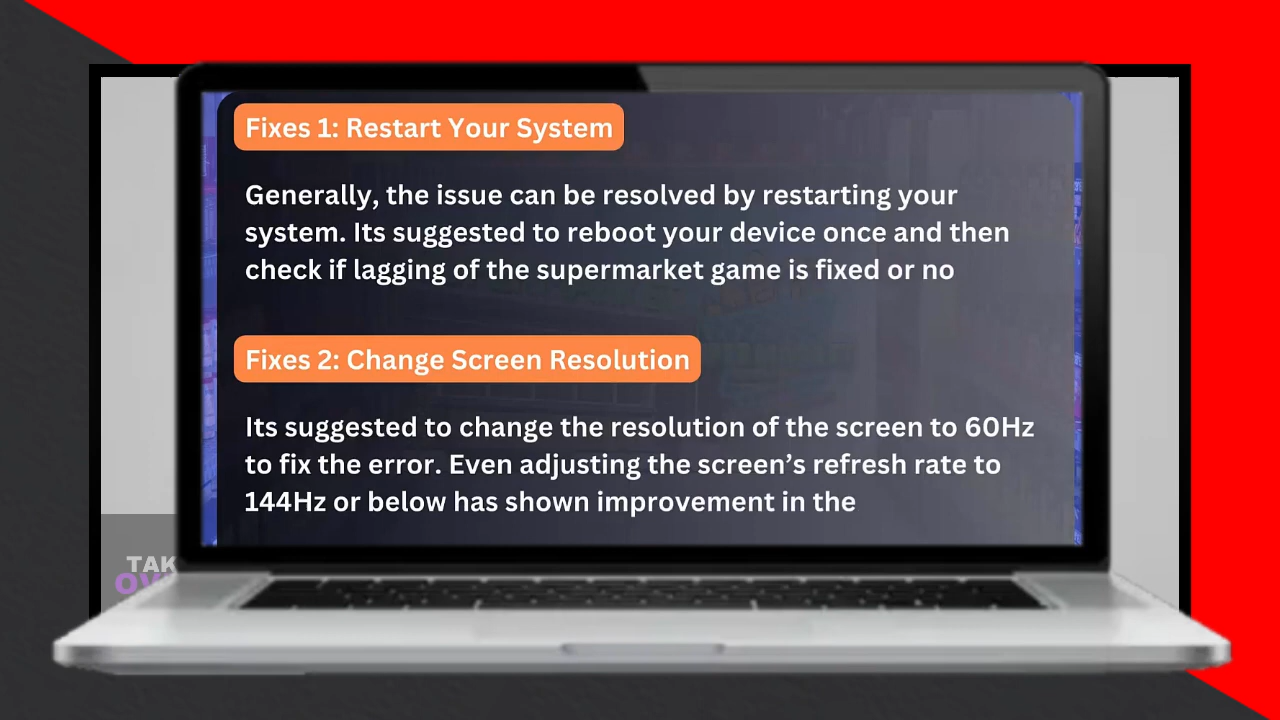 Fixes 1: Restart Your System
Generally, the issue can be resolved by restarting your
system. Its suggested to reboot your device once and then
check if lagging of the supermarket game is fixed or no
Fixes 2: Change Screen Resolution
Its suggested to change the resolution of the screen to 60Hz
to fix the error. Even adjusting the screen’s refresh rate to
144Hz or below has shown improvement in the
TAK